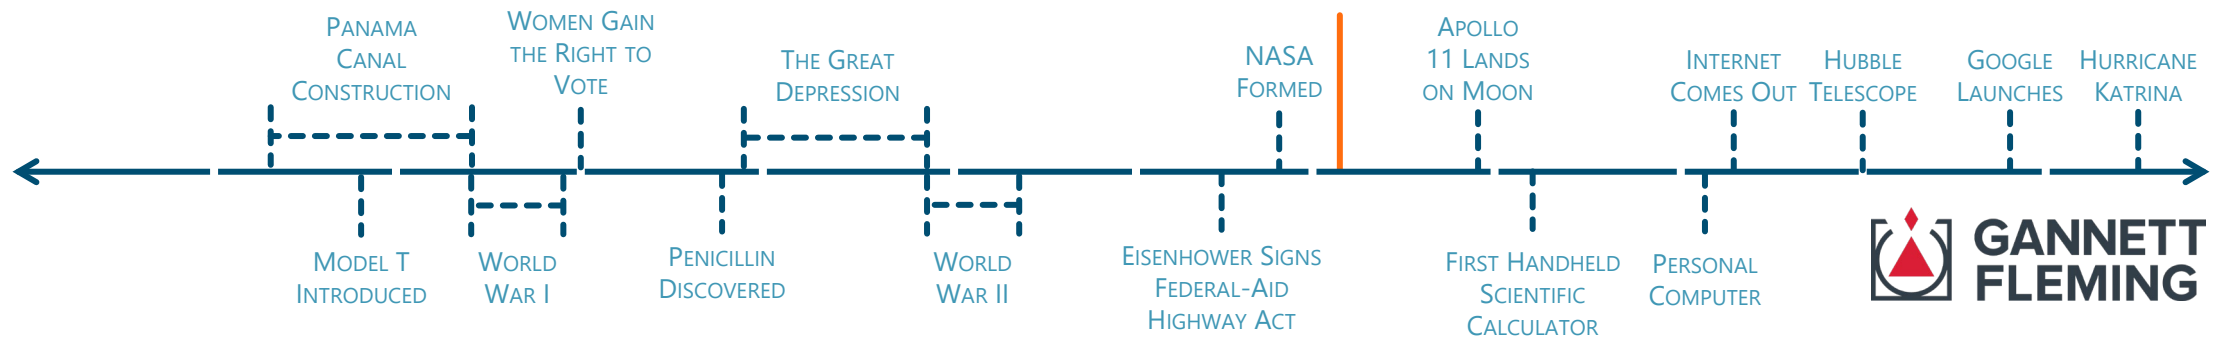 PANAMA
CANAL
CONSTRUCTION
WOMEN GAIN
THE RIGHT TO
VOTE
THE GREAT
DEPRESSION
NASA
FORMED
APOLLO
11 LANDS
ON MOON
INTERNET
COMES OUT
HUBBLE
TELESCOPE
GOOGLE
LAUNCHES
HURRICANE
KATRINA
MODEL T
INTRODUCED
WORLD
WAR I
PENICILLIN
DISCOVERED
WORLD
WAR II
EISENHOWER SIGNS
FEDERAL-AID
HIGHWAY ACT
FIRST HANDHELD
SCIENTIFIC
CALCULATOR
PERSONAL
COMPUTER
GANNETT
FLEMING